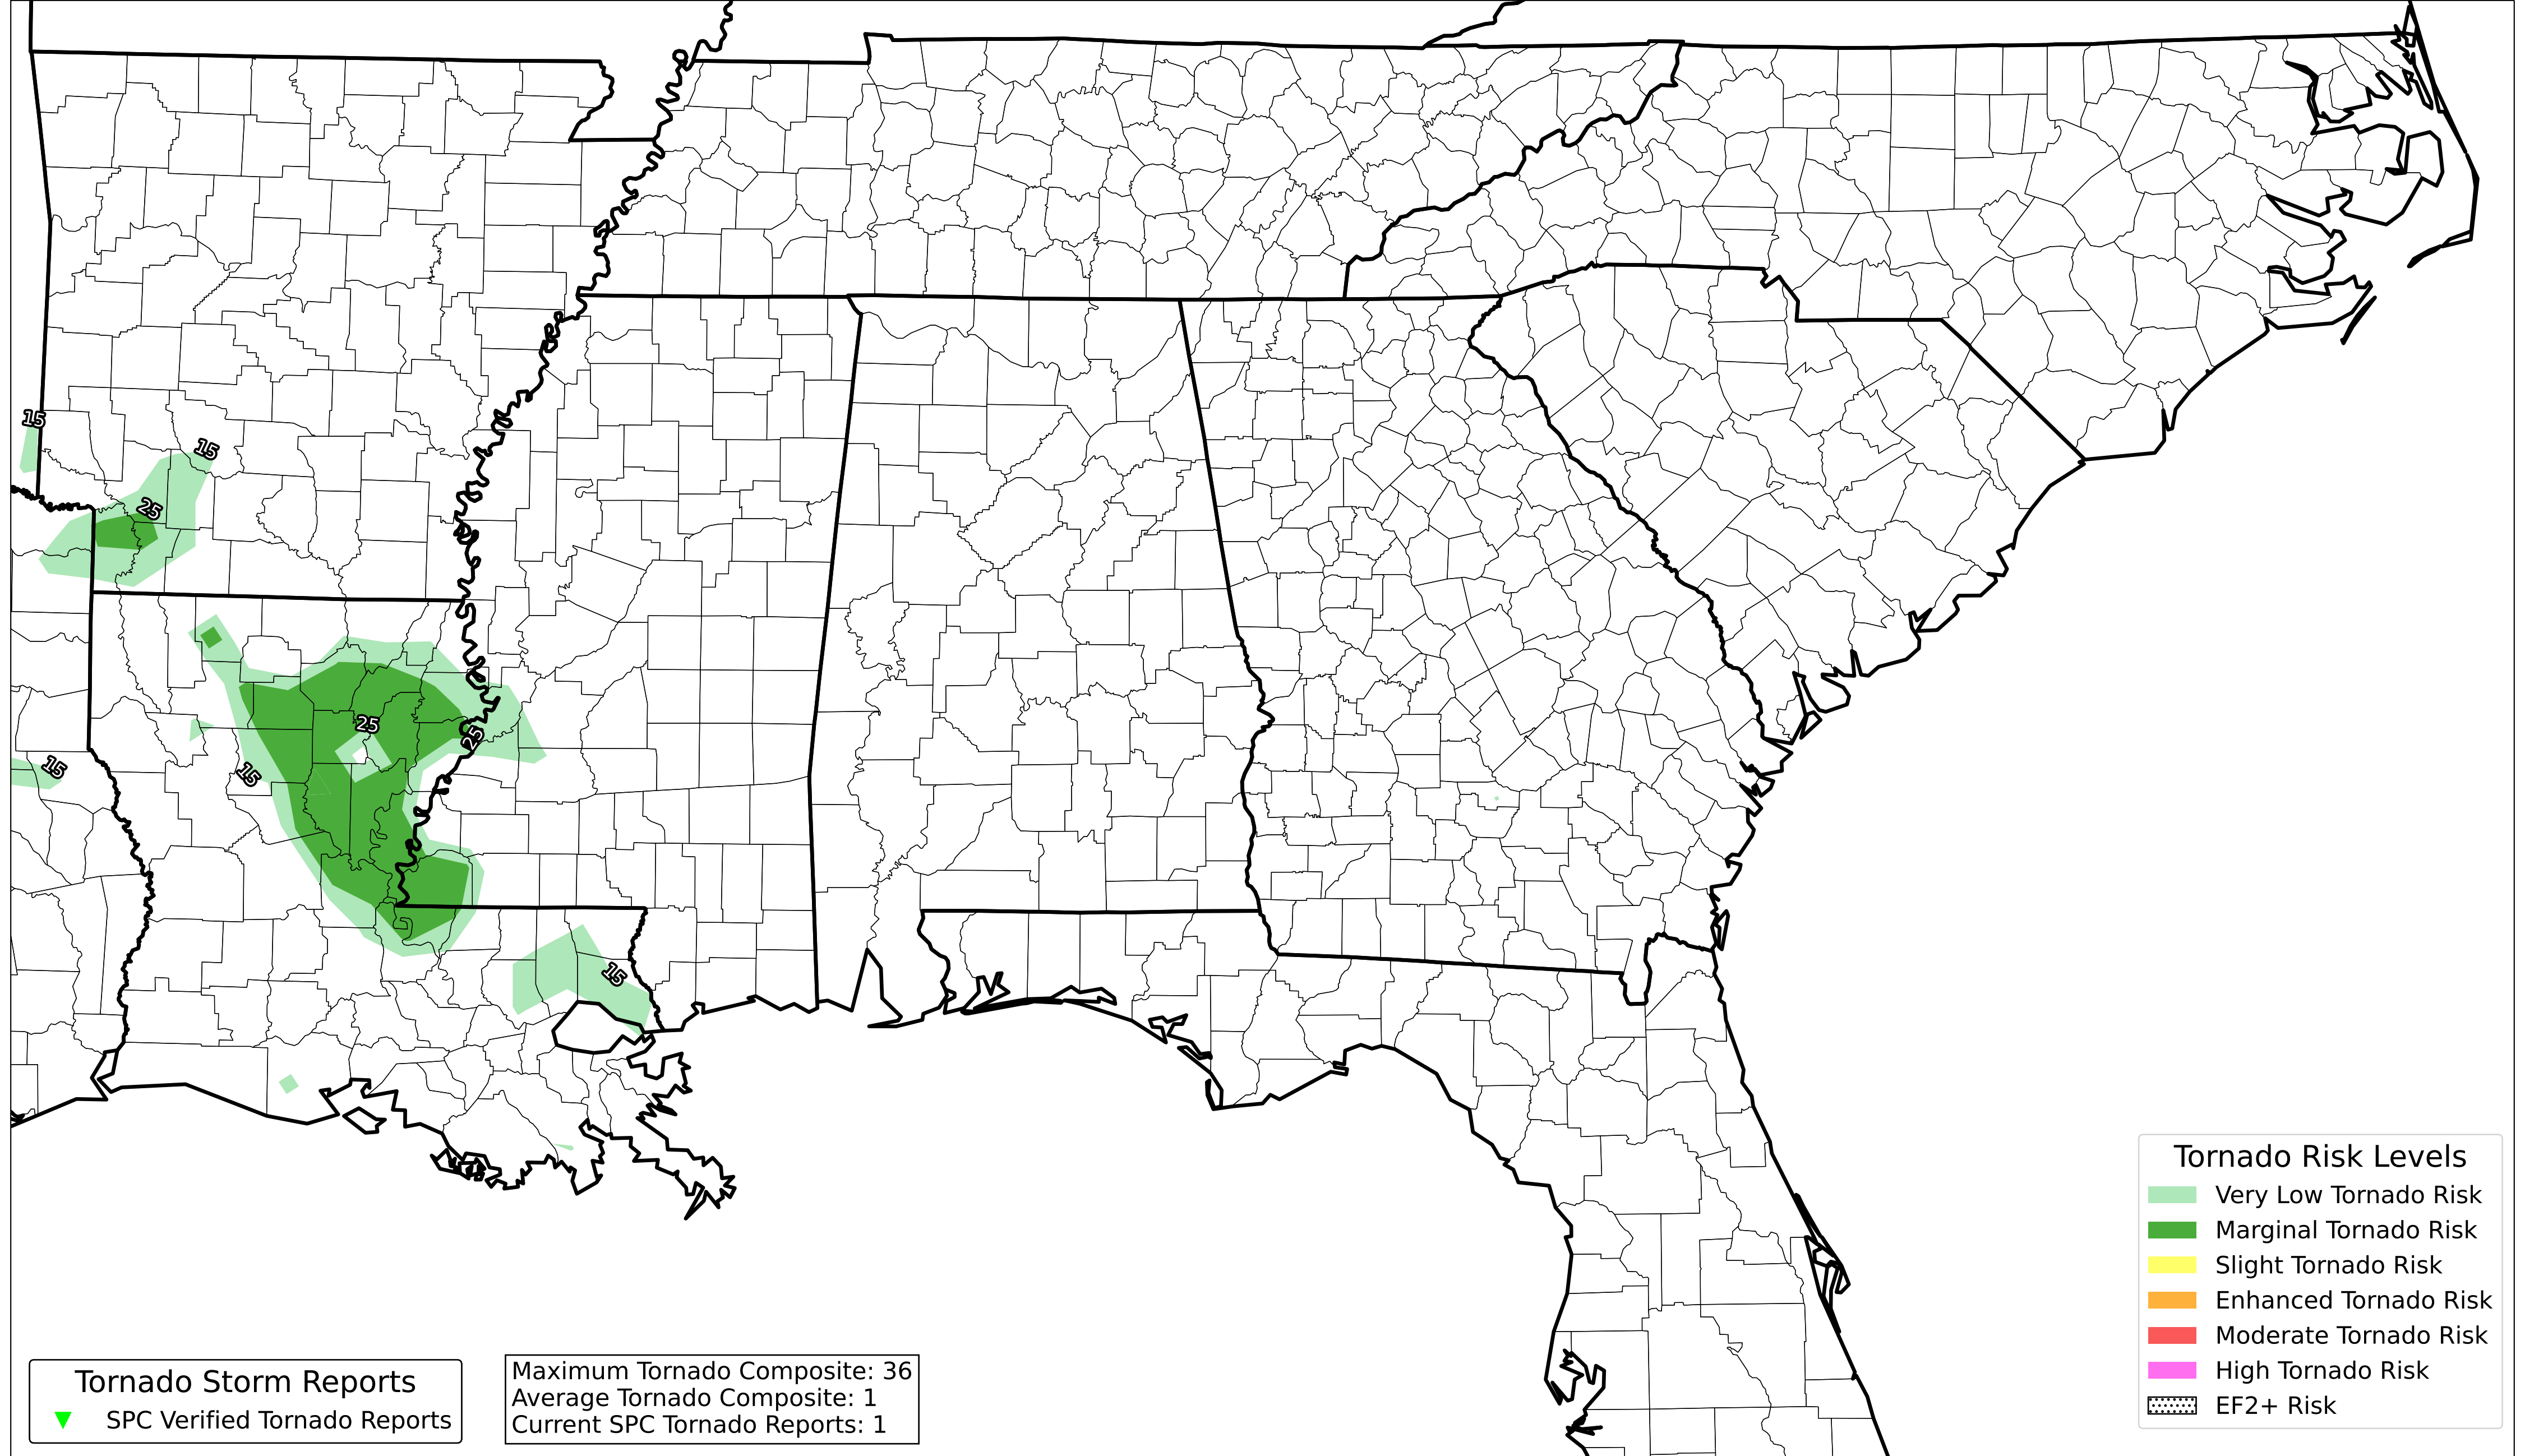 15
15
25
25
25
15
15
15
Tornado Risk Levels
Very Low Tornado Risk
Marginal Tornado Risk
Slight Tornado Risk
Enhanced Tornado Risk
Moderate Tornado Risk
High Tornado Risk
EF2+ Risk
Tornado Storm Reports
SPC Verified Tornado Reports
Maximum Tornado Composite: 36
Average Tornado Composite: 1
Current SPC Tornado Reports: 1